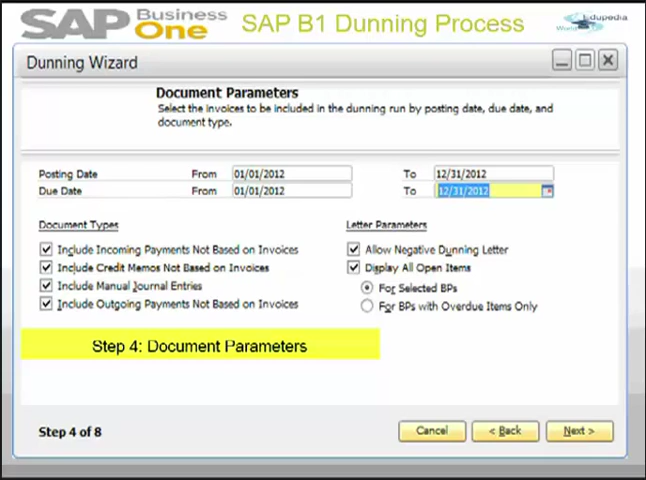 SAP Business One SAP B1 Dunning Process Edupedia World
Dunning Wizard
Document Parameters
Select the invoices to be included in the dunning run by posting date, due date, and
document type.
Posting Date From 01/01/2012 To 12/31/2012
Due Date From 01/01/2012 To 12/31/2012
Document Types Letter Parameters
Include Incoming Payments Not Based on Invoices Allow Negative Dunning Letter
Include Credit Memos Not Based on Invoices Display All Open Items
Include Manual Journal Entries For Selected BPs
Include Outgoing Payments Not Based on Invoices For BPs with Overdue Items Only
Step 4: Document Parameters
Step 4 of 8 Cancel < Back Next >